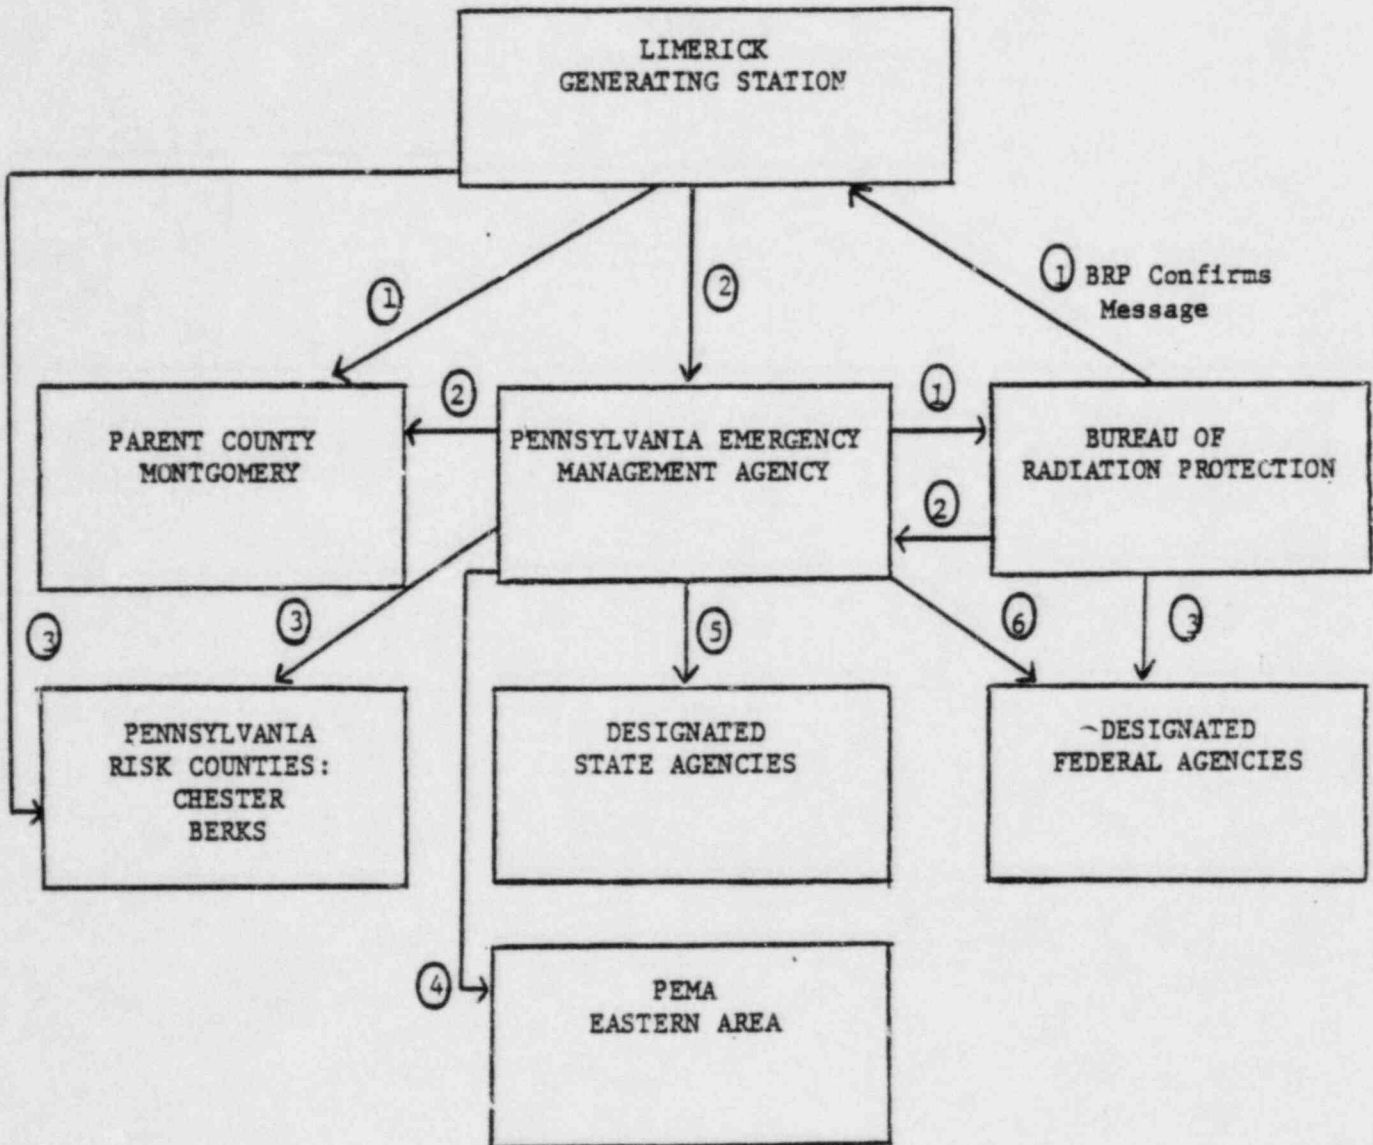 LIMERICK
GENERATING STATION
① BRP Confirms
Message
①
②
②
①
PARENT COUNTY
MONTGOMERY
PENNSYLVANIA EMERGENCY
MANAGEMENT AGENCY
BUREAU OF
RADIATION PROTECTION
②
③
③
⑤
⑥
③
PENNSYLVANIA
RISK COUNTIES:
CHESTER
BERKS
DESIGNATED
STATE AGENCIES
DESIGNATED
FEDERAL AGENCIES
④
PEMA
EASTERN AREA